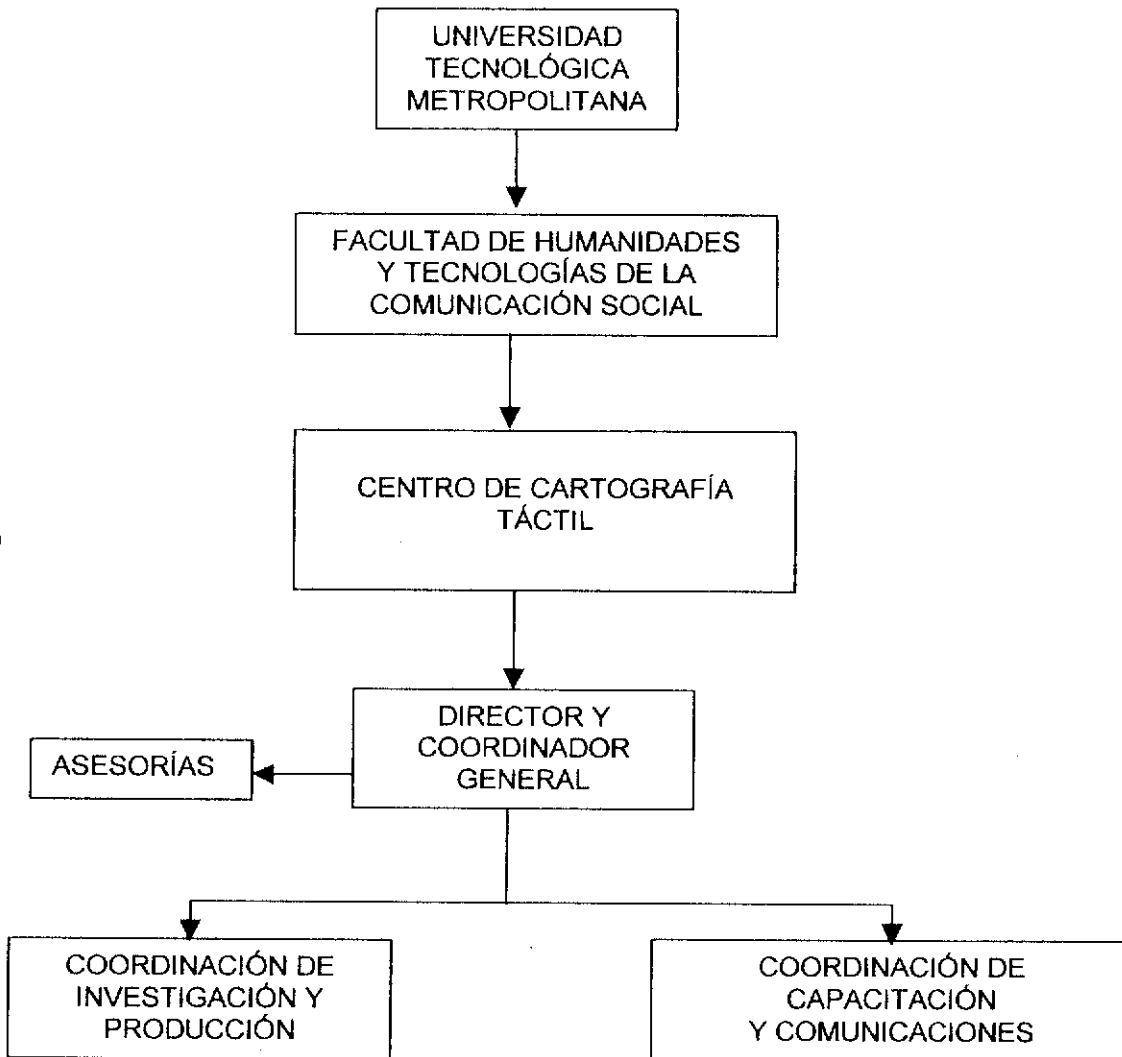 UNIVERSIDAD
TECNOLÓGICA
METROPOLITANA
FACULTAD DE HUMANIDADES
Y TECNOLOGÍAS DE LA
COMUNICACIÓN SOCIAL
CENTRO DE CARTOGRAFÍA
TÁCTIL
DIRECTOR Y
COORDINADOR
GENERAL
ASESORÍAS
COORDINACIÓN DE
INVESTIGACIÓN Y
PRODUCCIÓN
COORDINACIÓN DE
CAPACITACIÓN
Y COMUNICACIONES